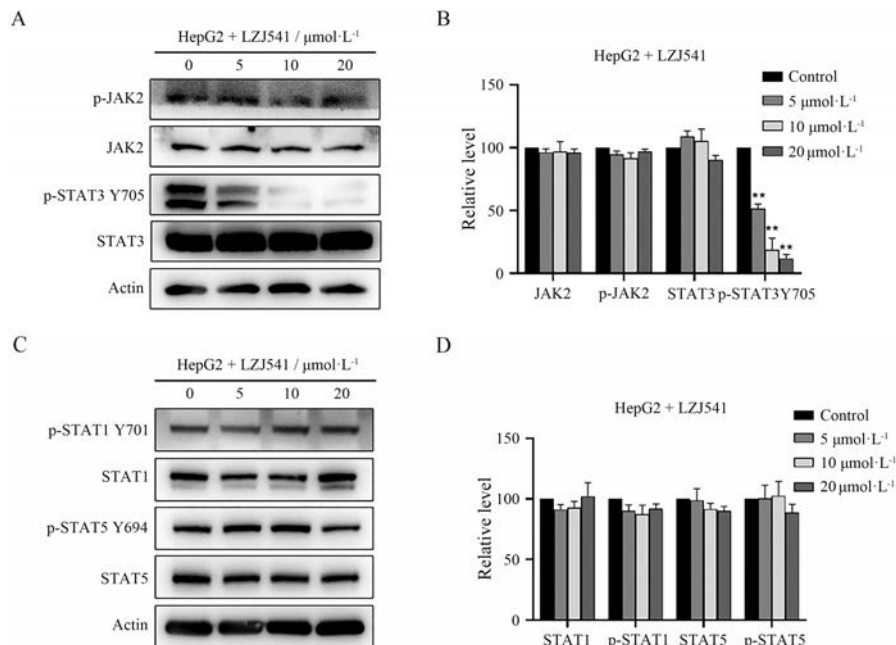 A
HepG2 + LZJ541 / μmol·L⁻¹
0 5 10 20
p-JAK2
JAK2
p-STAT3 Y705
STAT3
Actin
B
HepG2 + LZJ541
Control
5 μmol·L⁻¹
10 μmol·L⁻¹
20 μmol·L⁻¹
Relative level
150
100
50
0
**
**
**
JAK2 p-JAK2 STAT3 p-STAT3Y705
C
HepG2 + LZJ541 / μmol·L⁻¹
0 5 10 20
p-STAT1 Y701
STAT1
p-STAT5 Y694
STAT5
Actin
D
HepG2 + LZJ541
Control
5 μmol·L⁻¹
10 μmol·L⁻¹
20 μmol·L⁻¹
Relative level
150
100
50
0
STAT1 p-STAT1 STAT5 p-STAT5